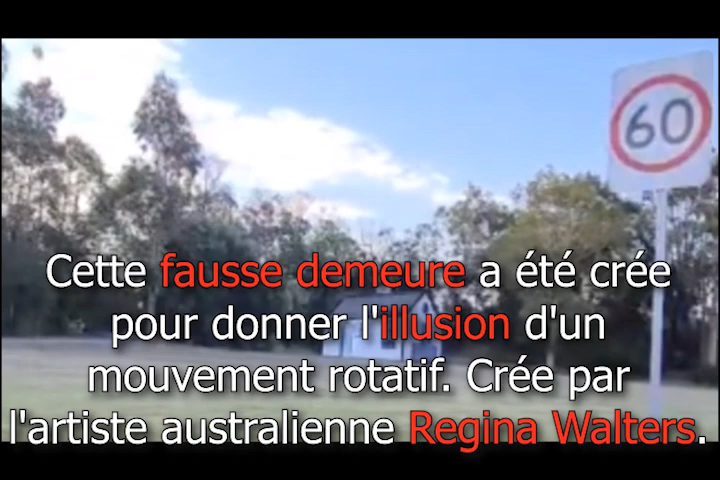 60
Cette fausse demeure a été crée
pour donner l'illusion d'un
mouvement rotatif. Crée par
l'artiste australienne Regina Walters.